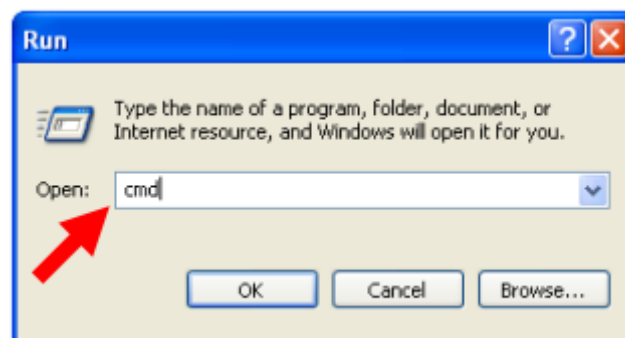 Run
Type the name of a program, folder, document, or
Internet resource, and Windows will open it for you.
Open: cmd
OK Cancel Browse...